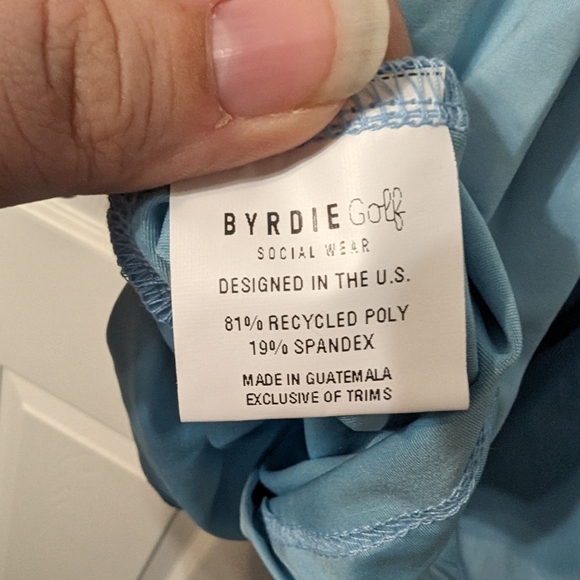 BYRDIE Golf
SOCIAL WEAR
DESIGNED IN THE U.S.
81% RECYCLED POLY
19% SPANDEX
MADE IN GUATEMALA
EXCLUSIVE OF TRIMS